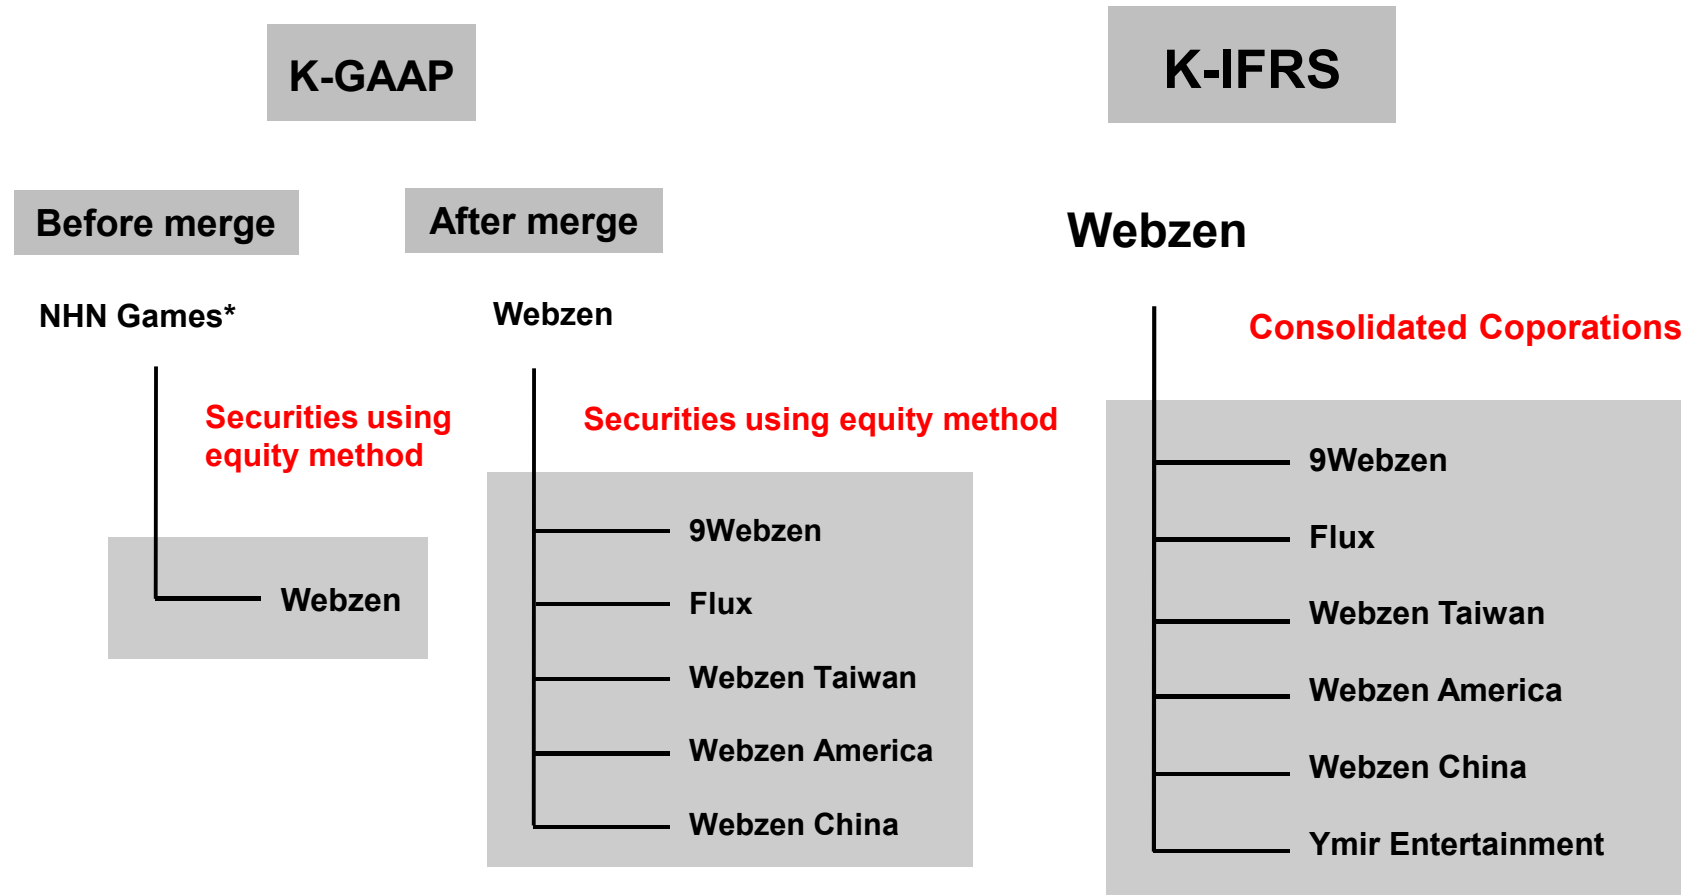 K-GAAP
K-IFRS
Before merge
After merge
Webzen
NHN Games*
Webzen
Consolidated Coporations
Securities using
equity method
Securities using equity method
Webzen
9Webzen
Flux
Webzen Taiwan
Webzen America
Webzen China
9Webzen
Flux
Webzen Taiwan
Webzen America
Webzen China
Ymir Entertainment